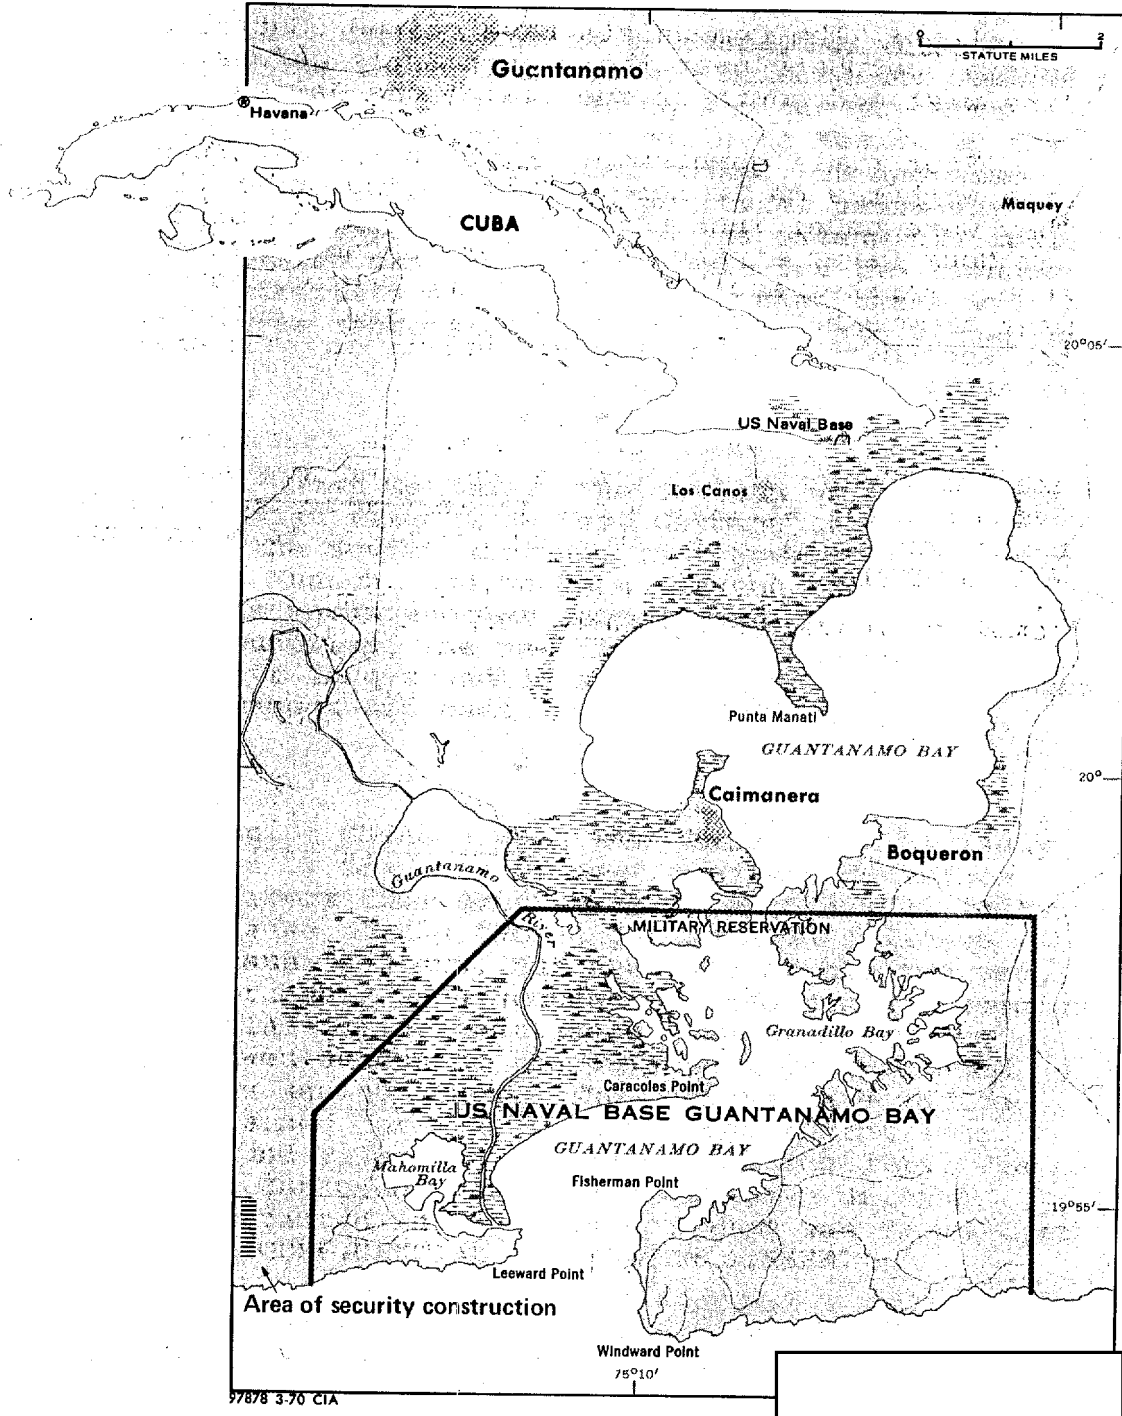 0 2
STATUTE MILES
Guantanamo
Havana
Maquey
CUBA
20°05′
US Naval Base
Los Canos
Punta Manati
GUANTANAMO BAY
20°
Caimanera
Boqueron
Guantanamo River
MILITARY RESERVATION
Granadillo Bay
Caracoles Point
US NAVAL BASE GUANTANAMO BAY
GUANTANAMO BAY
Mahomilla
Bay
Fisherman Point
19°55′
Leeward Point
Area of security construction
Windward Point
75°10′
97878 3-70 CIA